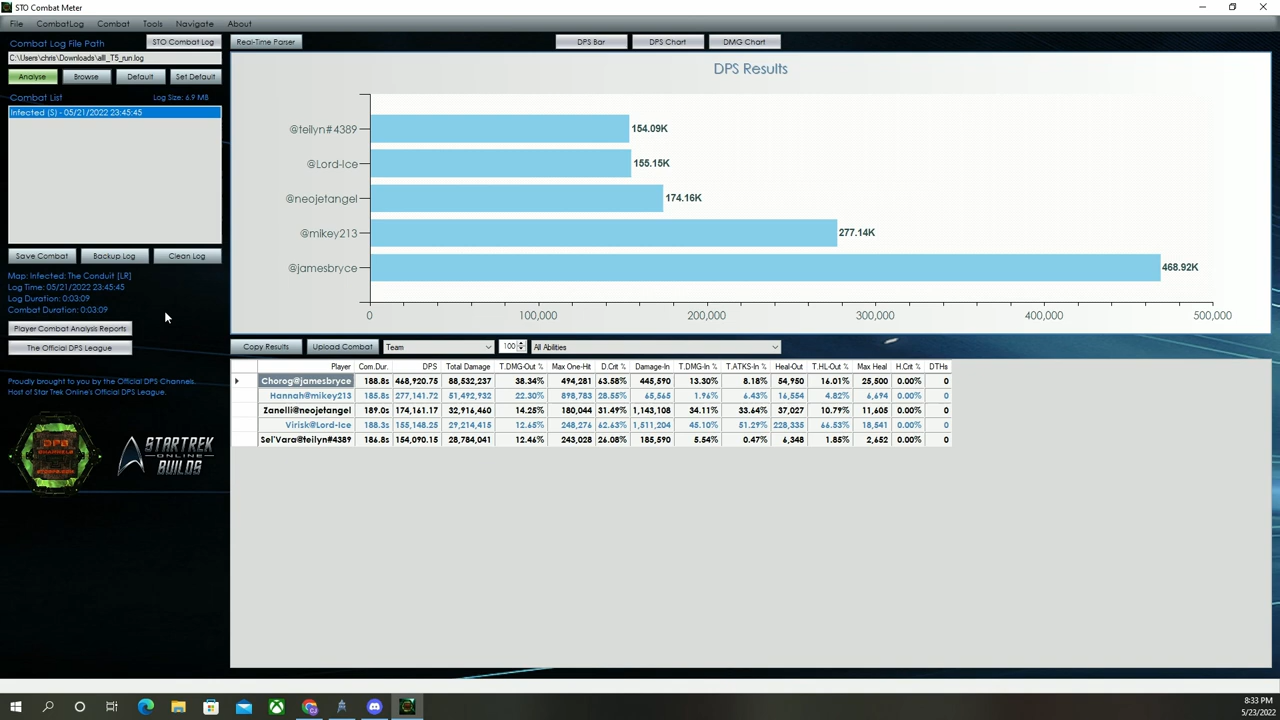 STO Combat Meter
File CombatLog Combat Tools Navigate About
Combat Log File Path STO Combat Log
C:\Users\chris\Downloads\alll_T5_run.log
Analyse Browse Default Set Default
Combat List Log Size: 6.9 MB
Infected (S) - 05/21/2022 23:45:45
Save Combat Backup Log Clean Log
Map: Infected: The Conduit [LR]
Log Time: 05/21/2022 23:45:45
Log Duration: 0:03:09
Combat Duration: 0:03:09
Player Combat Analysis Reports
The Official DPS League
Proudly brought to you by the Official DPS Channels.
Host of Star Trek Online's Official DPS League.
DPS
CHANNELS
STAR TREK
ONLINE
BUILDS
Real-Time Parser DPS Bar DPS Chart DMG Chart
DPS Results
@teilyn#4389 154.09K
@Lord-Ice 155.15K
@neojetangel 174.16K
@mikey213 277.14K
@jamesbryce 468.92K
0 100,000 200,000 300,000 400,000 500,000
Copy Results Upload Combat Team 100 All Abilities
Player Com.Dur. DPS Total Damage T.DMG-Out % Max One-Hit D.Crit % Damage-In T.DMG-In % T.ATKS-In % Heal-Out T.HL-Out % Max Heal H.Crit % DTHs
Chorog@jamesbryce 188.8s 468,920.75 88,532,237 38.34% 494,281 63.58% 445,590 13.30% 8.18% 54,950 16.01% 25,500 0.00% 0
Hannah@mikey213 185.8s 277,141.72 51,492,932 22.30% 898,783 28.55% 65,565 1.96% 6.43% 16,554 4.82% 6,694 0.00% 0
Zanelli@neojetangel 189.0s 174,161.17 32,916,460 14.25% 180,044 31.49% 1,143,108 34.11% 33.64% 37,027 10.79% 11,605 0.00% 0
Virisk@Lord-Ice 188.3s 155,148.25 29,214,415 12.65% 248,276 62.63% 1,511,204 45.10% 51.29% 228,335 66.53% 18,541 0.00% 0
Sel'Vara@teilyn#4389 186.8s 154,090.15 28,784,041 12.46% 243,028 26.08% 185,590 5.54% 0.47% 6,348 1.85% 2,652 0.00% 0
8:33 PM
5/23/2022